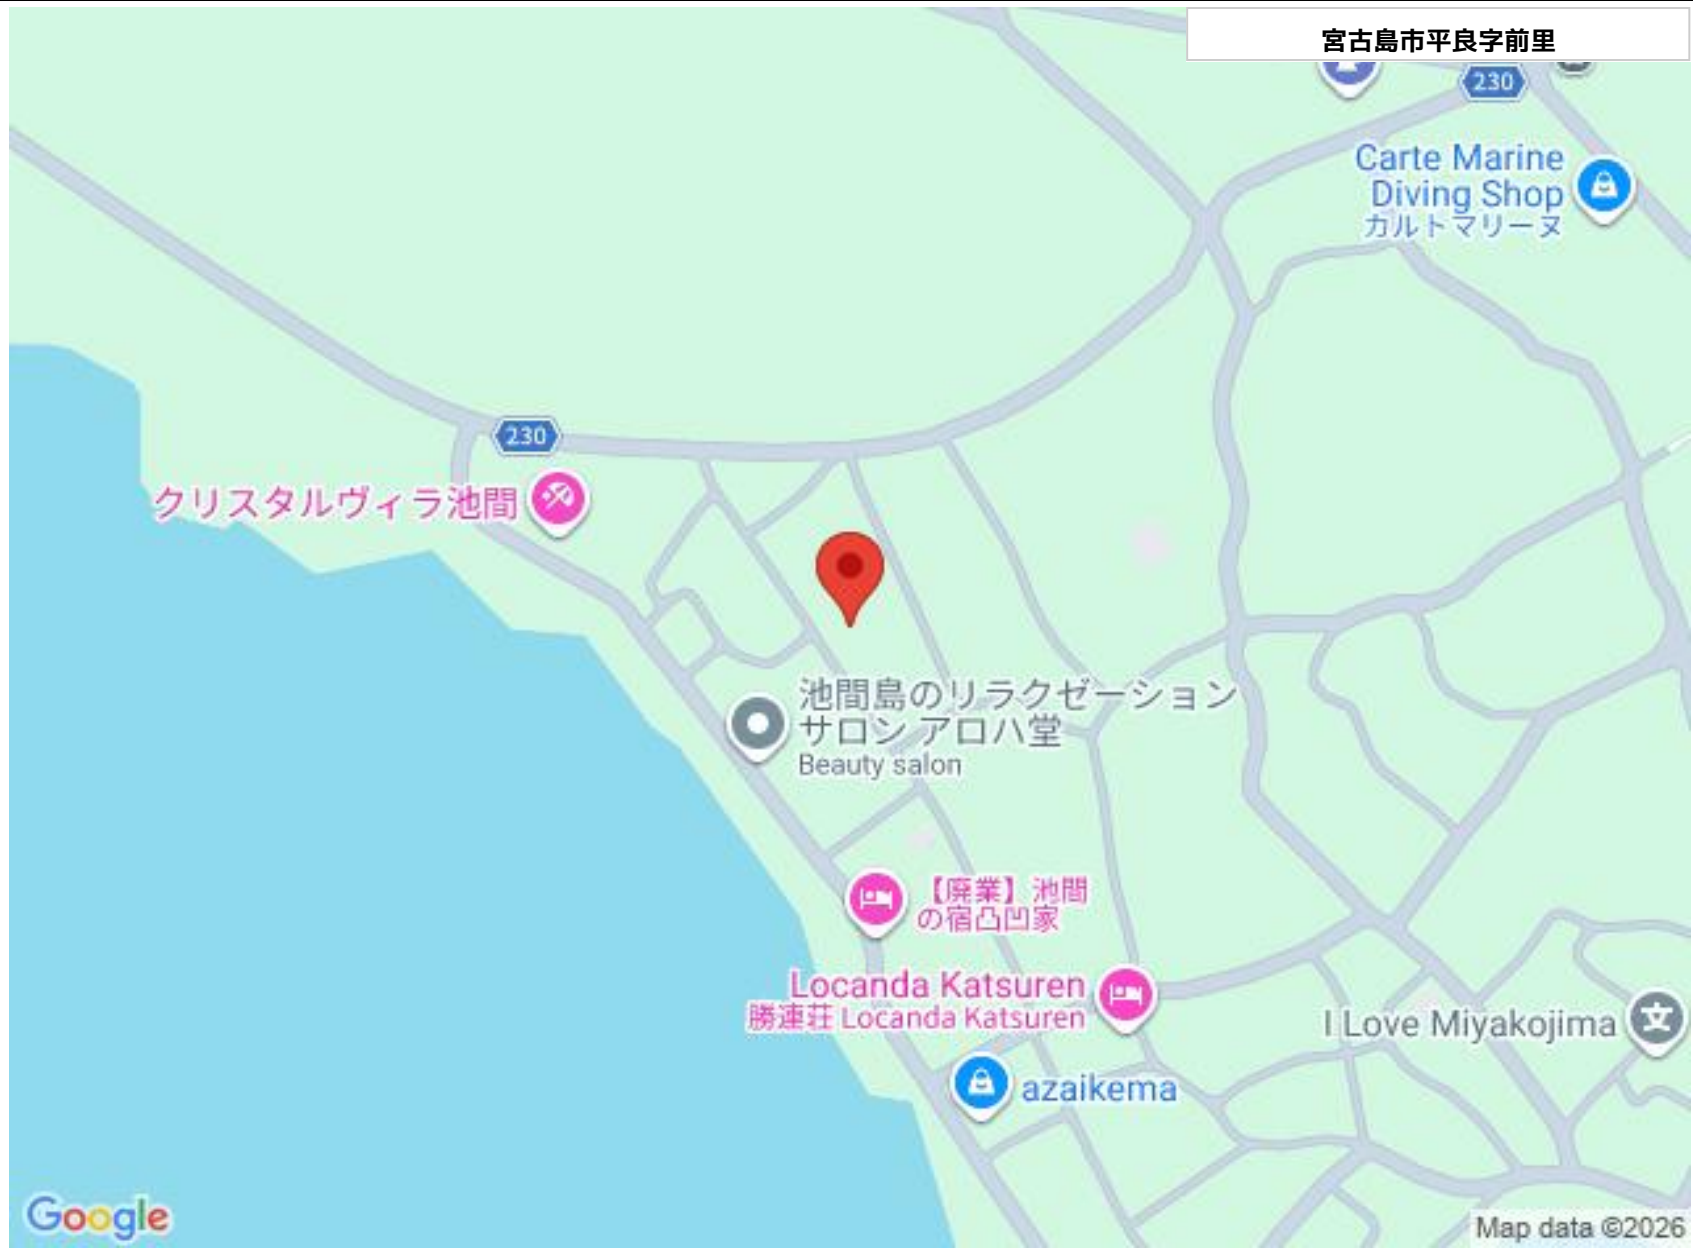 宮古島市平良字前里
230
Carte Marine
Diving Shop
カルトマリーヌ
230
クリスタルヴィラ池間
池間島のリラクゼーション
サロン アロハ堂
Beauty salon
【廃業】池間
の宿凸凹家
Locanda Katsuren
勝連荘 Locanda Katsuren
I Love Miyakojima
文
azaikema
Google
Map data ©2026